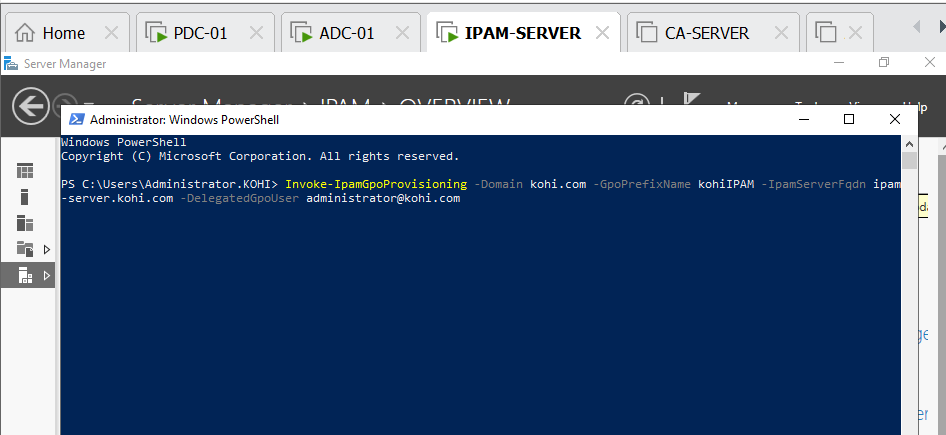 Home
PDC-01
ADC-01
IPAM-SERVER
CA-SERVER
Server Manager
Server Manager › IPAM › OVERVIEW
Help
Administrator: Windows PowerShell
Windows PowerShell
Copyright (C) Microsoft Corporation. All rights reserved.
PS C:\Users\Administrator.KOHI> Invoke-IpamGpoProvisioning -Domain kohi.com -GpoPrefixName kohiIPAM -IpamServerFqdn ipam
-server.kohi.com -DelegatedGpoUser administrator@kohi.com